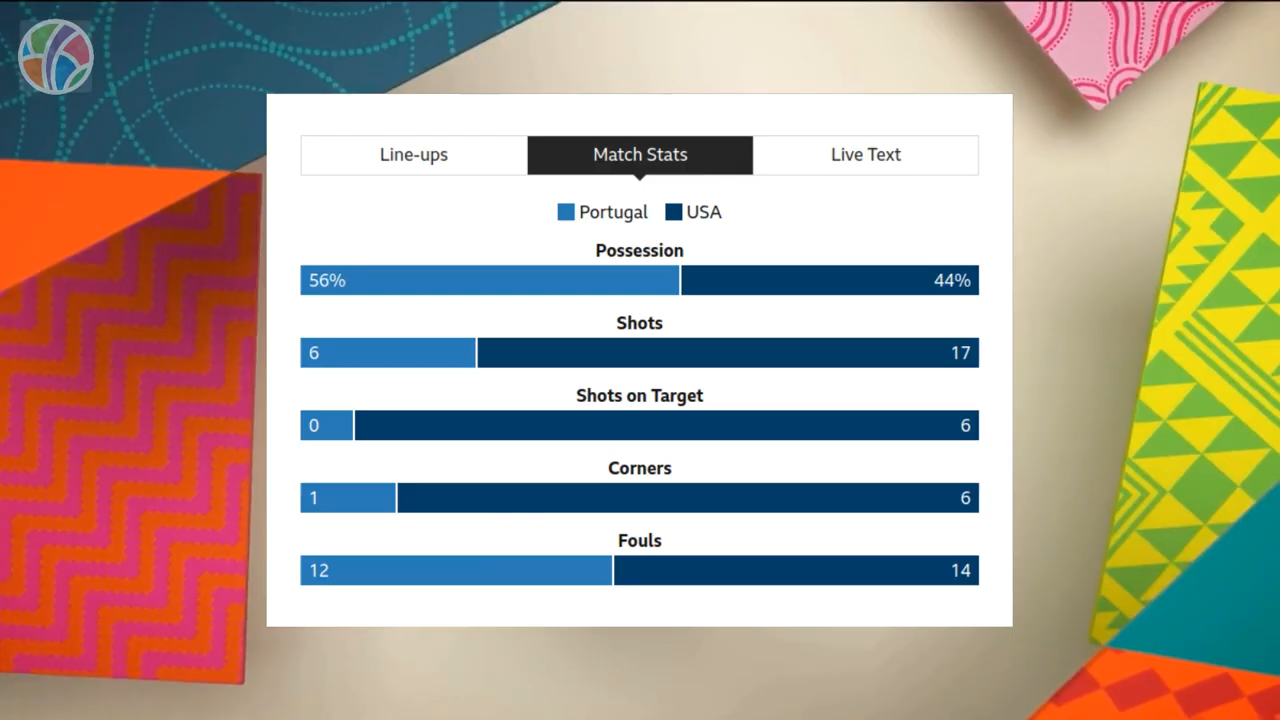 Line-ups Match Stats Live Text
Portugal USA
Possession
56% 44%
Shots
6 17
Shots on Target
0 6
Corners
1 6
Fouls
12 14